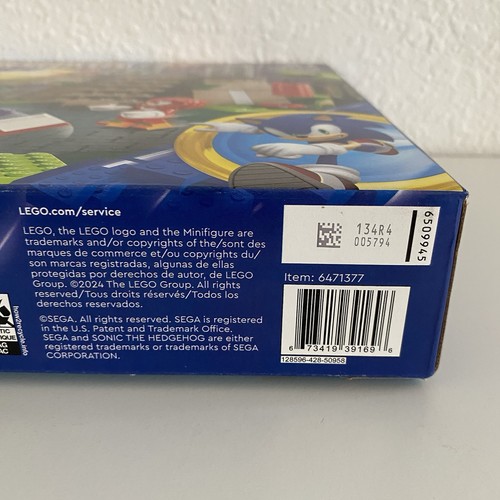 LEGO.com/service
LEGO, the LEGO logo and the Minifigure are
trademarks and/or copyrights of the/sont des
marques de commerce et/ou copyrights du/
son marcas registradas, algunas de ellas
protegidas por derechos de autor, de LEGO
Group. ©2024 The LEGO Group. All rights
reserved/Tous droits réservés/Todos los
derechos reservados.
©SEGA. All rights reserved. SEGA is registered
in the U.S. Patent and Trademark Office.
SEGA and SONIC THE HEDGEHOG are either
registered trademarks or trademarks of SEGA
CORPORATION.
how2recycle.info
134R4
005794
6509945
Item: 6471377
6 73419 39169 6
128596-428-50958